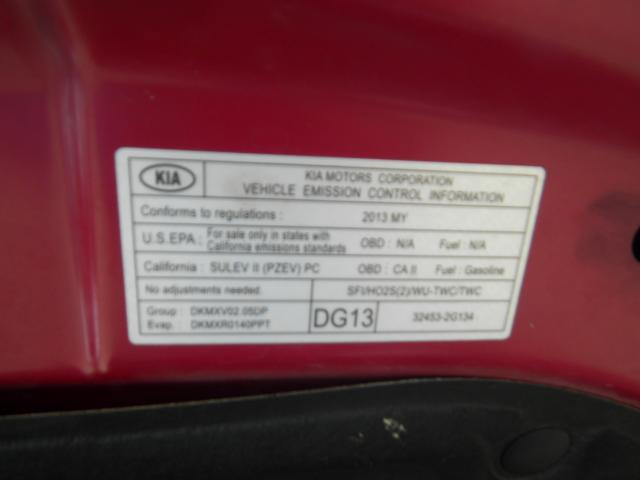 KIA
KIA MOTORS CORPORATION
VEHICLE EMISSION CONTROL INFORMATION
Conforms to regulations : 2013 MY
U.S.EPA : For sale only in states with California emissions standards OBD : N/A Fuel : N/A
California : SULEV II (PZEV) PC OBD : CA II Fuel : Gasoline
No adjustments needed. SFI/HO2S(2)/WU-TWC/TWC
Group : DKMXV02.05DP
Evap. : DKMXR0140PPT
DG13
32453-2G134